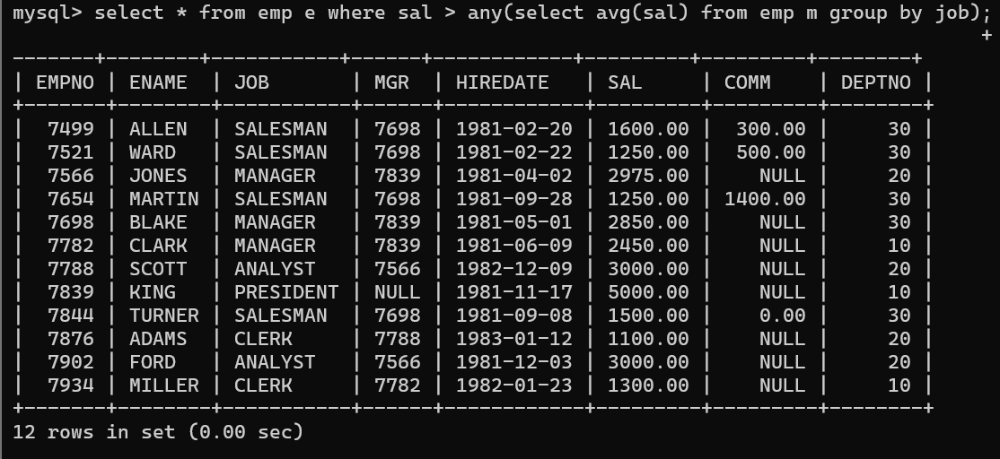 mysql> select * from emp e where sal > any(select avg(sal) from emp m group by job);
+
-------+--------+-----------+------+------------+---------+---------+--------+
| EMPNO | ENAME  | JOB       | MGR  | HIREDATE   | SAL     | COMM    | DEPTNO |
+-------+--------+-----------+------+------------+---------+---------+--------+
|  7499 | ALLEN  | SALESMAN  | 7698 | 1981-02-20 | 1600.00 |  300.00 |     30 |
|  7521 | WARD   | SALESMAN  | 7698 | 1981-02-22 | 1250.00 |  500.00 |     30 |
|  7566 | JONES  | MANAGER   | 7839 | 1981-04-02 | 2975.00 |    NULL |     20 |
|  7654 | MARTIN | SALESMAN  | 7698 | 1981-09-28 | 1250.00 | 1400.00 |     30 |
|  7698 | BLAKE  | MANAGER   | 7839 | 1981-05-01 | 2850.00 |    NULL |     30 |
|  7782 | CLARK  | MANAGER   | 7839 | 1981-06-09 | 2450.00 |    NULL |     10 |
|  7788 | SCOTT  | ANALYST   | 7566 | 1982-12-09 | 3000.00 |    NULL |     20 |
|  7839 | KING   | PRESIDENT | NULL | 1981-11-17 | 5000.00 |    NULL |     10 |
|  7844 | TURNER | SALESMAN  | 7698 | 1981-09-08 | 1500.00 |    0.00 |     30 |
|  7876 | ADAMS  | CLERK     | 7788 | 1983-01-12 | 1100.00 |    NULL |     20 |
|  7902 | FORD   | ANALYST   | 7566 | 1981-12-03 | 3000.00 |    NULL |     20 |
|  7934 | MILLER | CLERK     | 7782 | 1982-01-23 | 1300.00 |    NULL |     10 |
+-------+--------+-----------+------+------------+---------+---------+--------+
12 rows in set (0.00 sec)